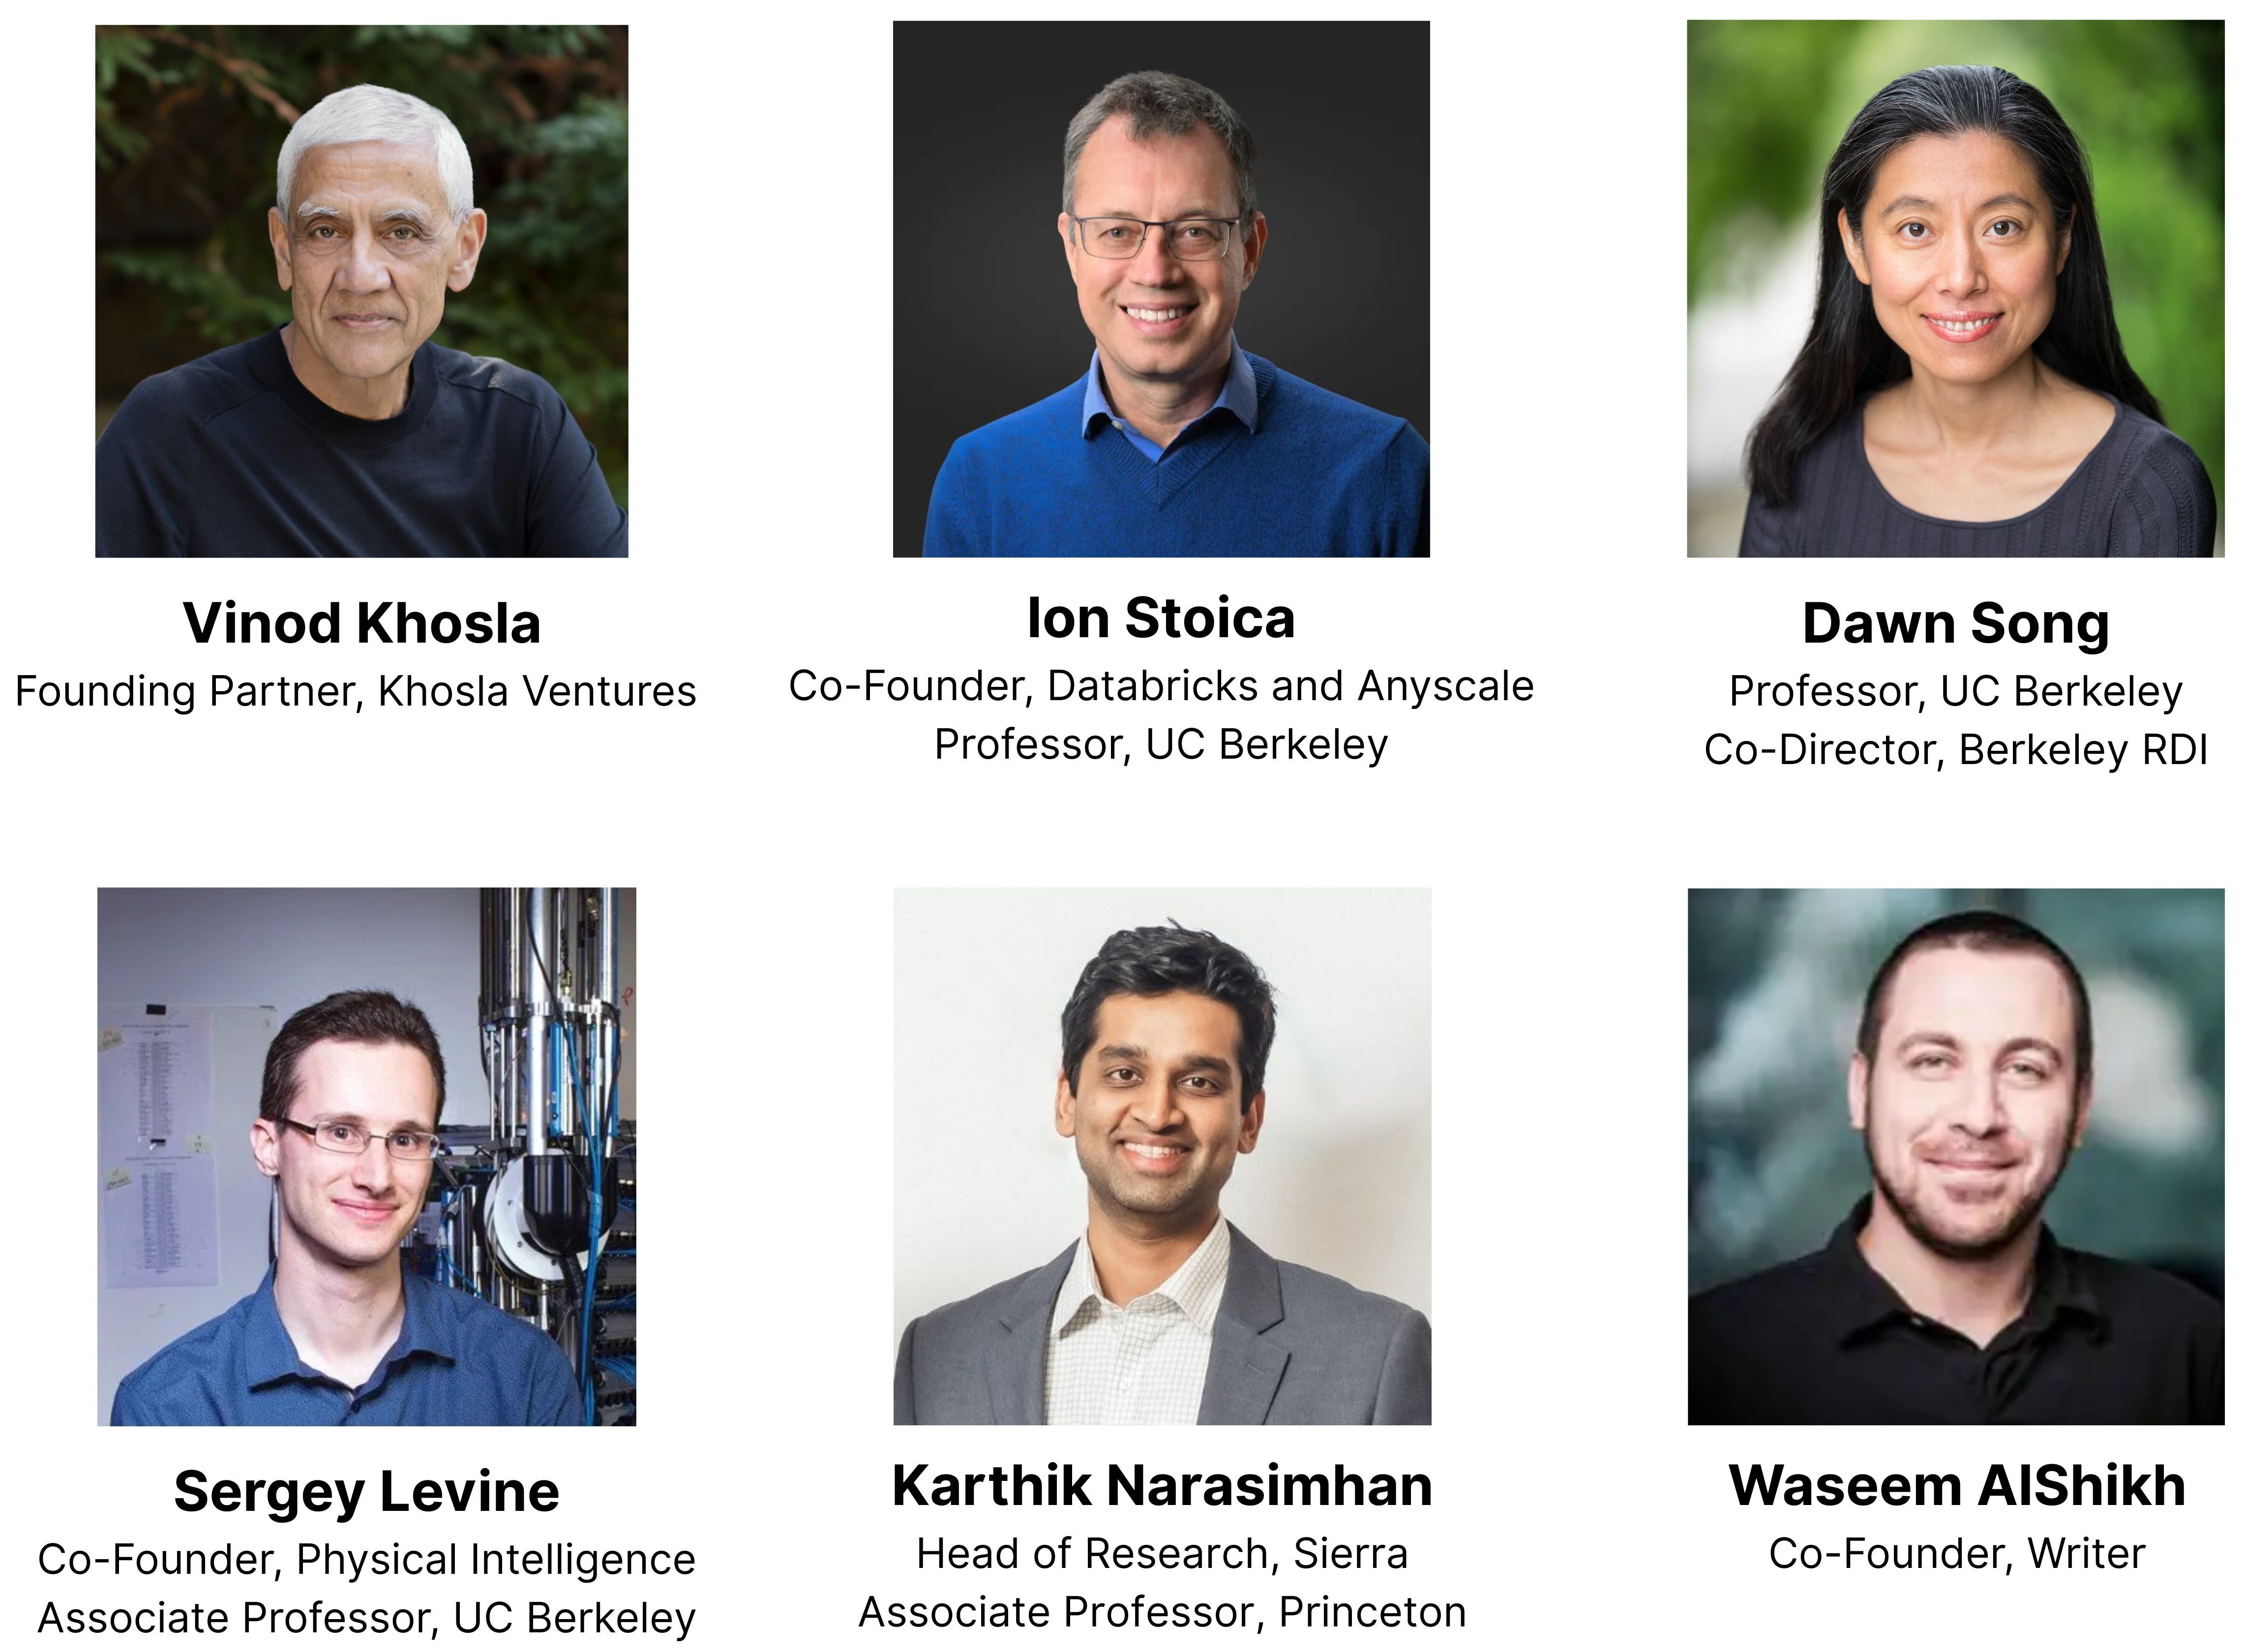 Vinod Khosla
Founding Partner, Khosla Ventures
Ion Stoica
Co-Founder, Databricks and Anyscale
Professor, UC Berkeley
Dawn Song
Professor, UC Berkeley
Co-Director, Berkeley RDI
Sergey Levine
Co-Founder, Physical Intelligence
Associate Professor, UC Berkeley
Karthik Narasimhan
Head of Research, Sierra
Associate Professor, Princeton
Waseem AlShikh
Co-Founder, Writer